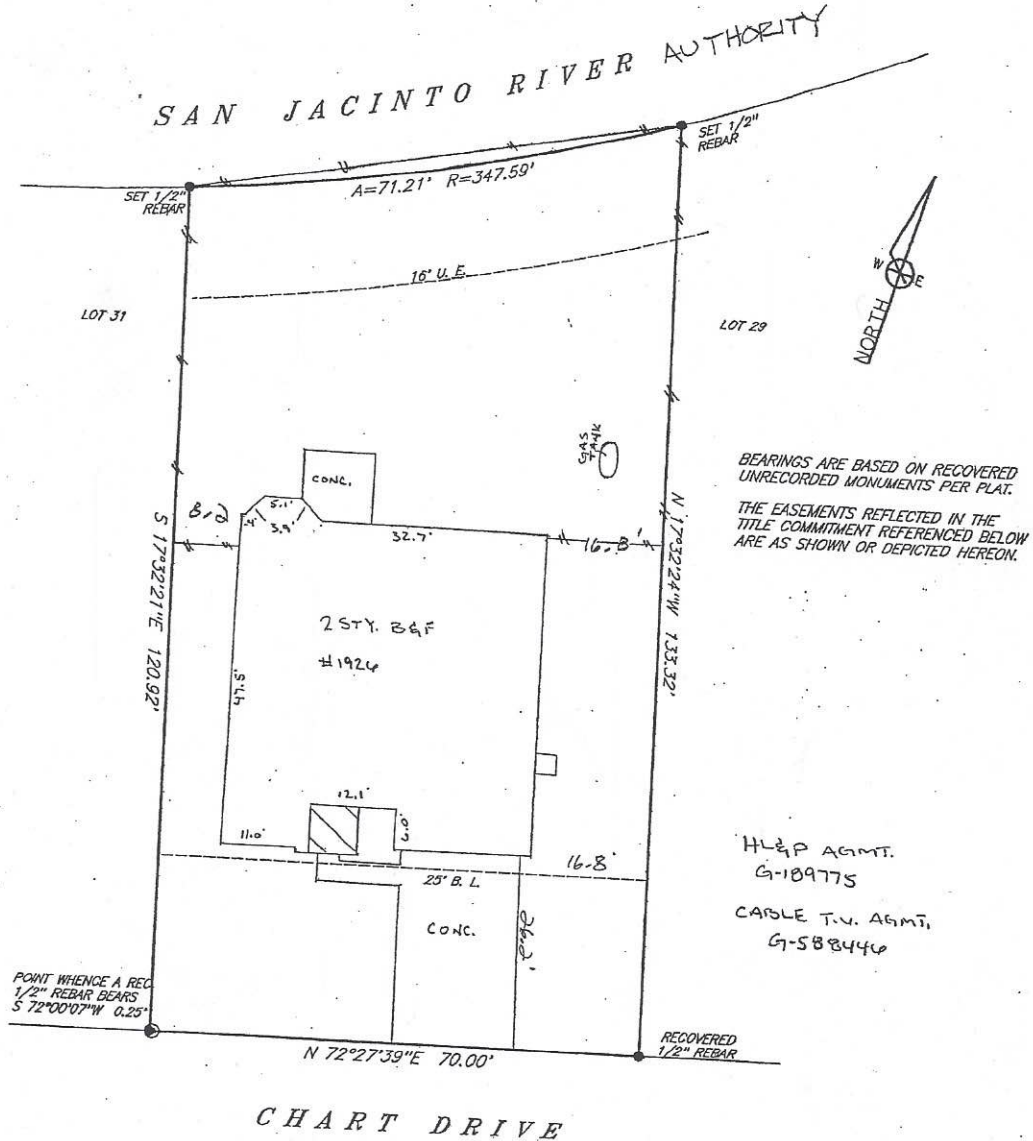 SAN JACINTO RIVER AUTHORITY
SET 1/2"
REBAR
SET 1/2"
REBAR
A=71.21' R=347.59'
16' U.E.
LOT 31
LOT 29
W
E
NORTH
GAS
TANK
CONC.
BEARINGS ARE BASED ON RECOVERED
UNRECORDED MONUMENTS PER PLAT.
THE EASEMENTS REFLECTED IN THE
TITLE COMMITMENT REFERENCED BELOW
ARE AS SHOWN OR DEPICTED HEREON.
8.2
5.1'
5.9'
32.7'
16.8'
S 17°32'21"E 120.92'
N 17°32'24"W 133.32'
2 STY. B&F
#1926
47.5'
12.1'
11.0'
6.0'
16.8'
25' B.L.
CONC.
26.2'
HL&P AGMT.
G-189775
CABLE T.V. AGMT,
G-588446
POINT WHENCE A REC
1/2" REBAR BEARS
S 72°00'07"W 0.25'
N 72°27'39"E 70.00'
RECOVERED
1/2" REBAR
CHART DRIVE